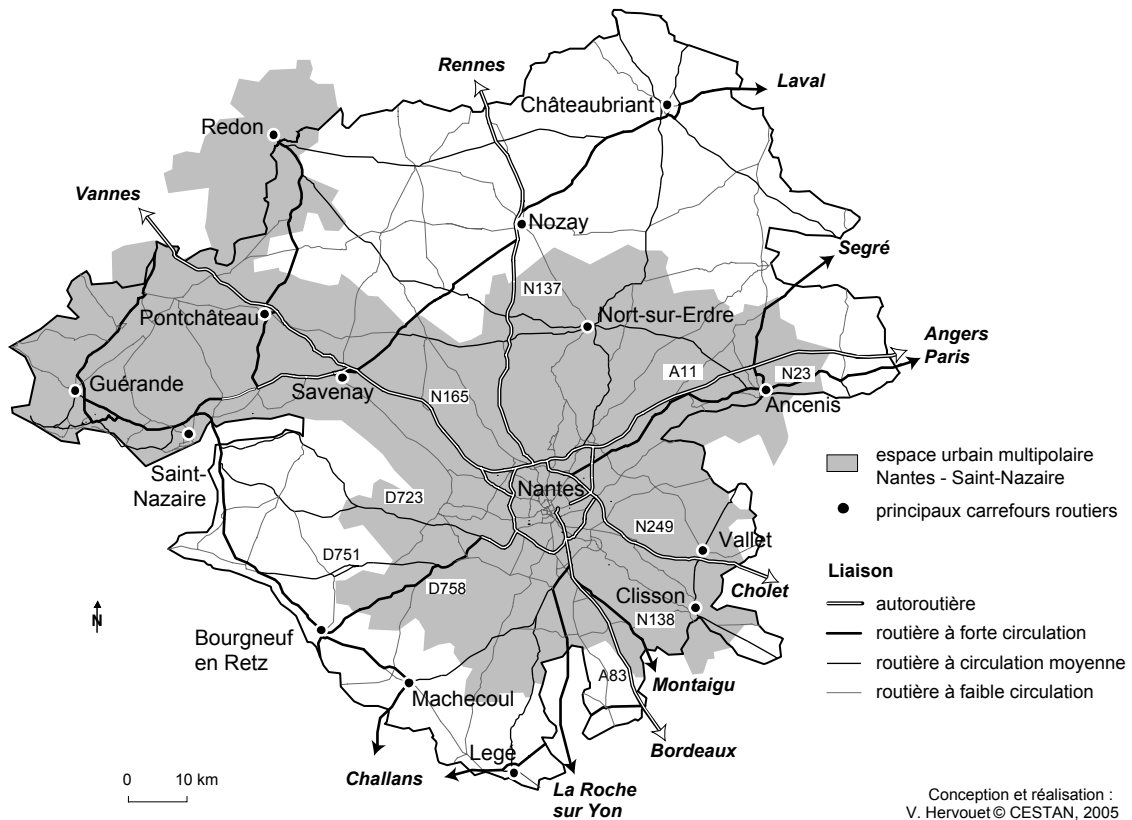 Rennes
Châteaubriant
Laval
Redon
Vannes
Nozay
Segré
N137
Pontchâteau
Nort-sur-Erdre
Angers
Paris
A11
N23
Guérande
Savenay
N165
Ancenis
Saint-
Nazaire
espace urbain multipolaire
Nantes - Saint-Nazaire
principaux carrefours routiers
Nantes
D723
N249
Vallet
D751
Liaison
Cholet
D758
Clisson
autoroutière
N
N138
routière à forte circulation
Bourgneuf
en Retz
routière à circulation moyenne
A83
Montaigu
routière à faible circulation
Machecoul
Bordeaux
Legé
Challans
0 10 km
La Roche
sur Yon
Conception et réalisation :
V. Hervouet © CESTAN, 2005